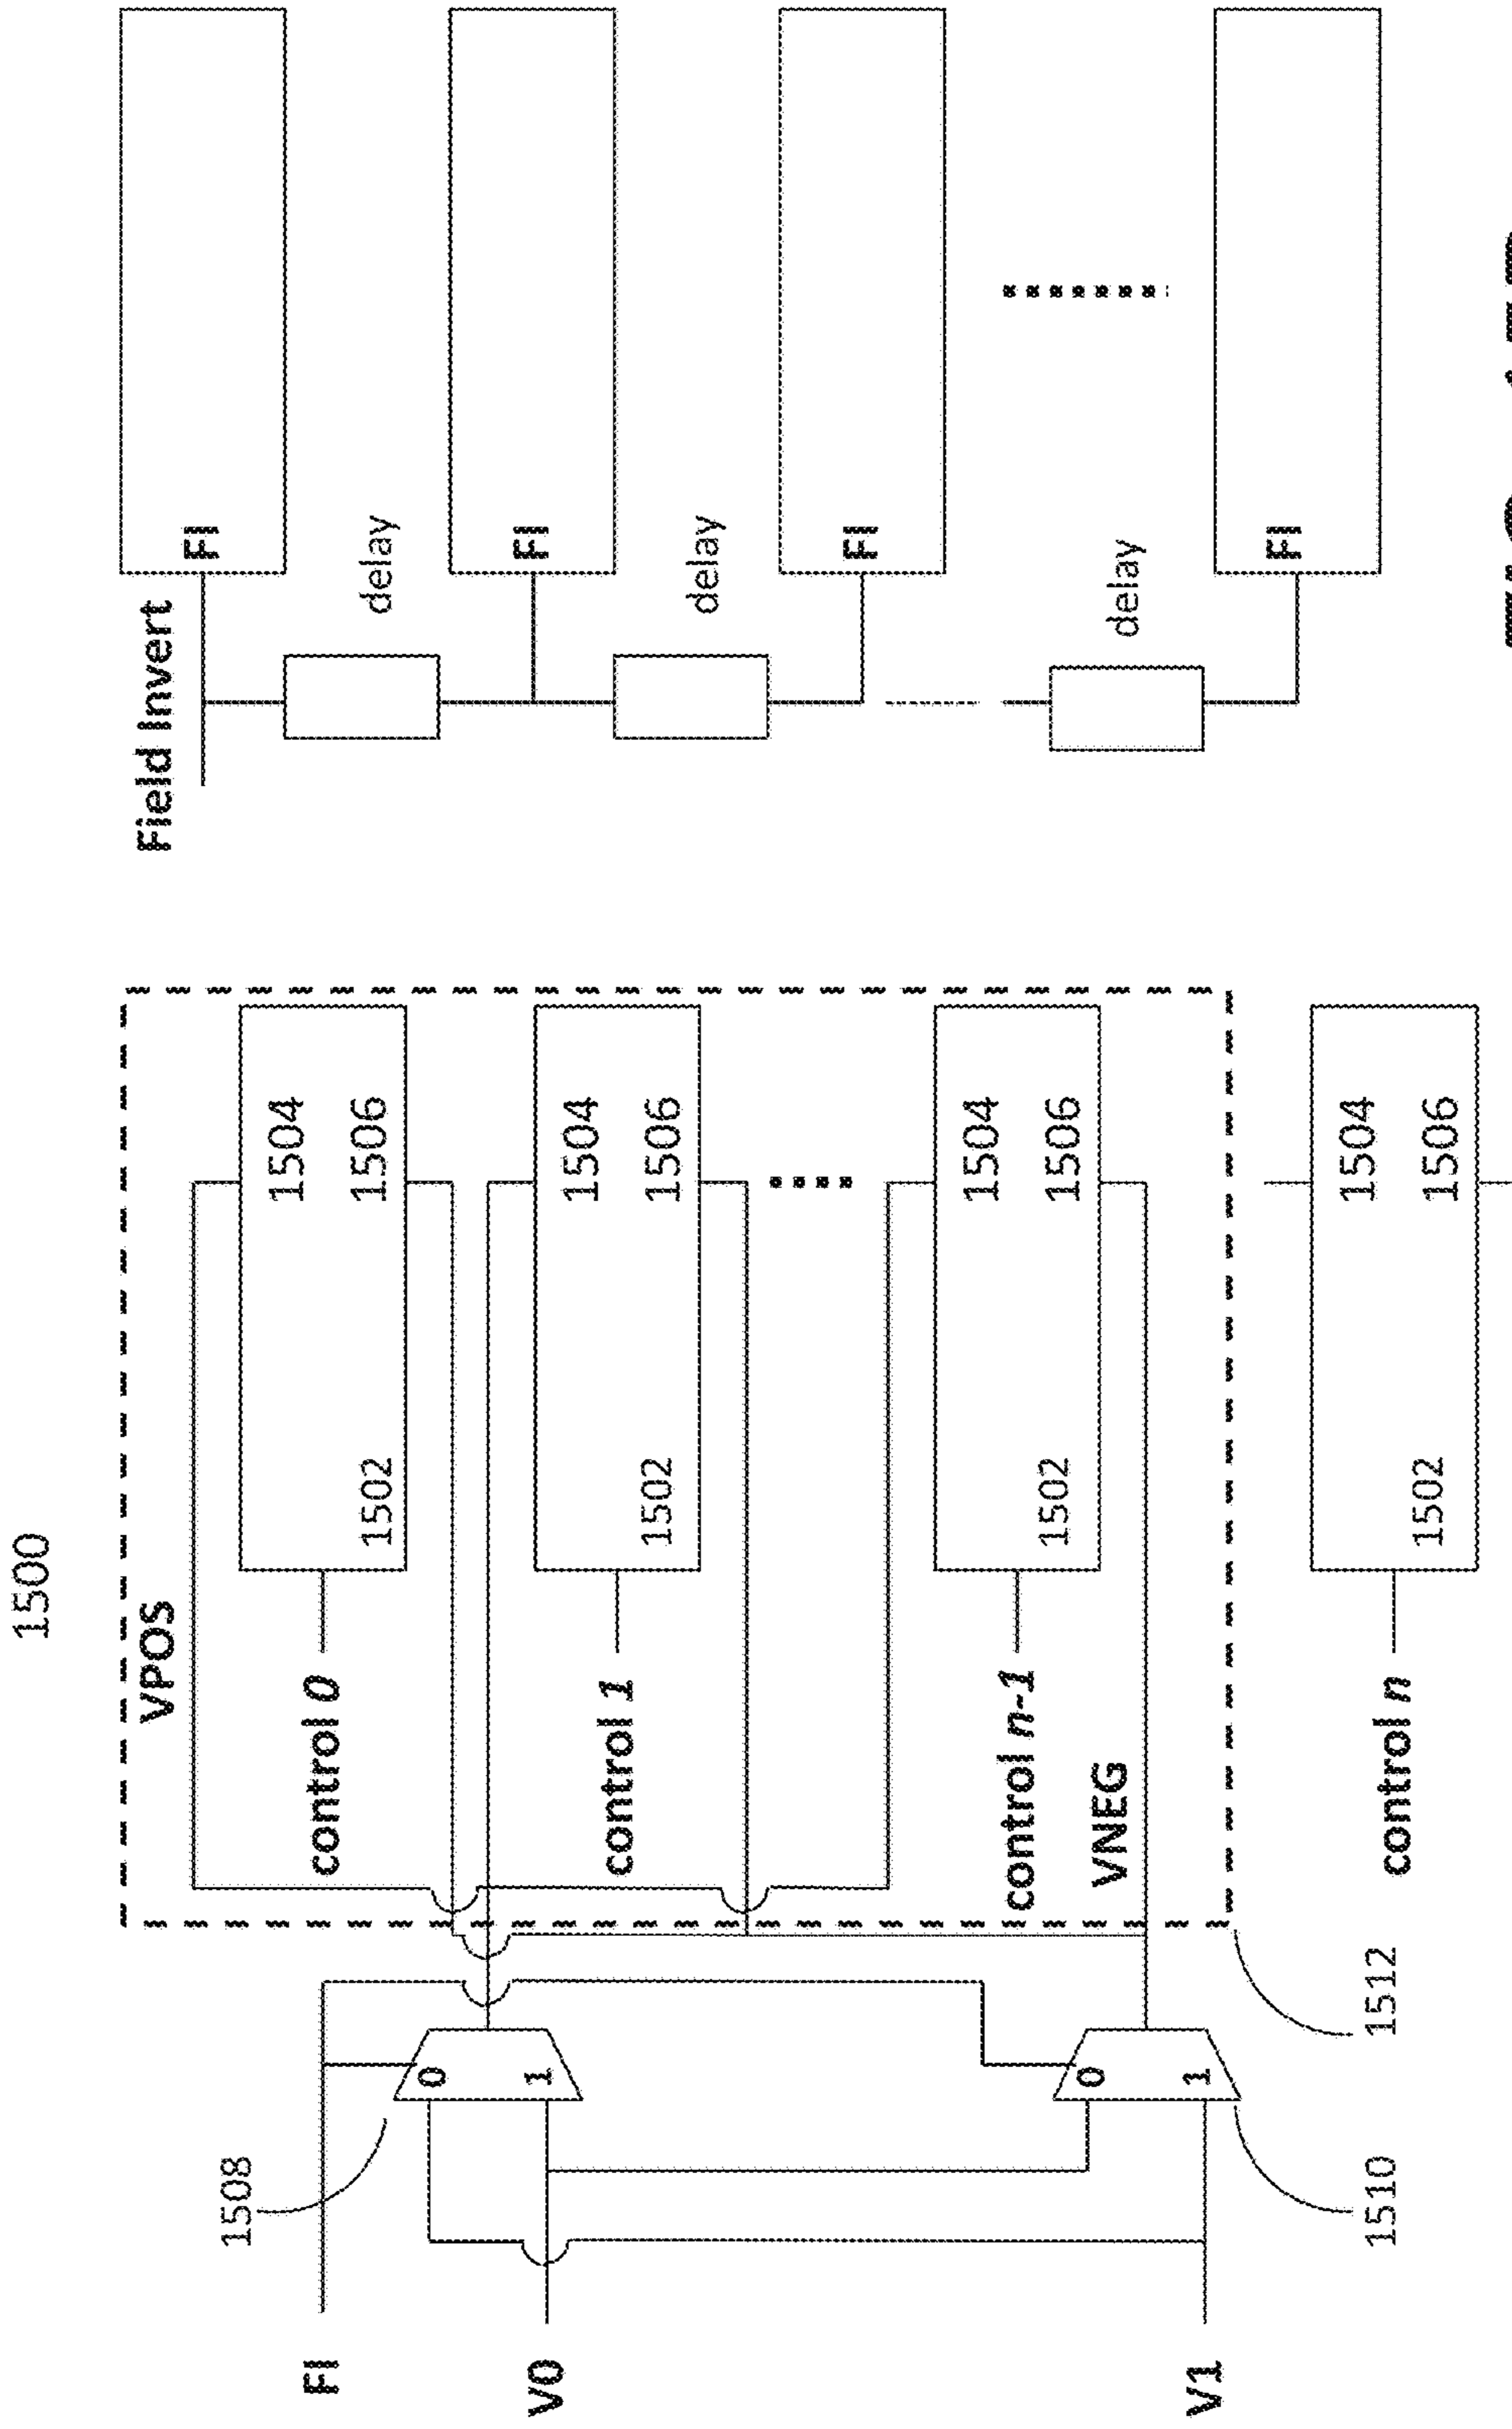 1500
FI
V0
V1
1508
0
1
1510
0
1
1512
VPOS
control 0
1502
1504
1506
control 1
1502
1504
1506
control n-1
1502
1504
1506
VNEG
control n
1502
1504
1506
Field Invert
FI
delay
FI
delay
FI
delay
FI